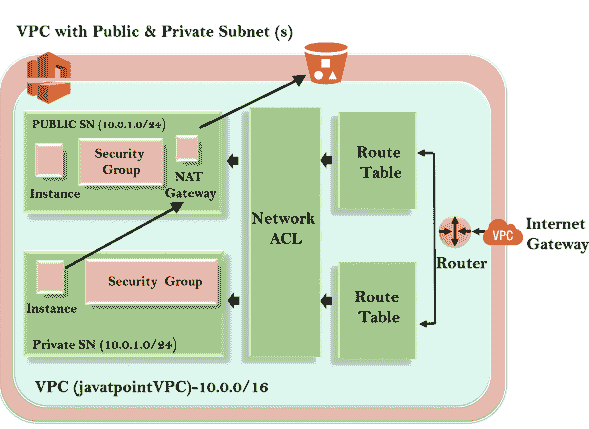 VPC with Public & Private Subnet (s)
PUBLIC SN (10.0.1.0/24)
Security
Group
Instance
NAT
Gateway
Network
ACL
Route
Table
Internet
Gateway
VPC
Router
Instance
Security Group
Private SN (10.0.1.0/24)
Route
Table
VPC (javatpointVPC)-10.0.0/16